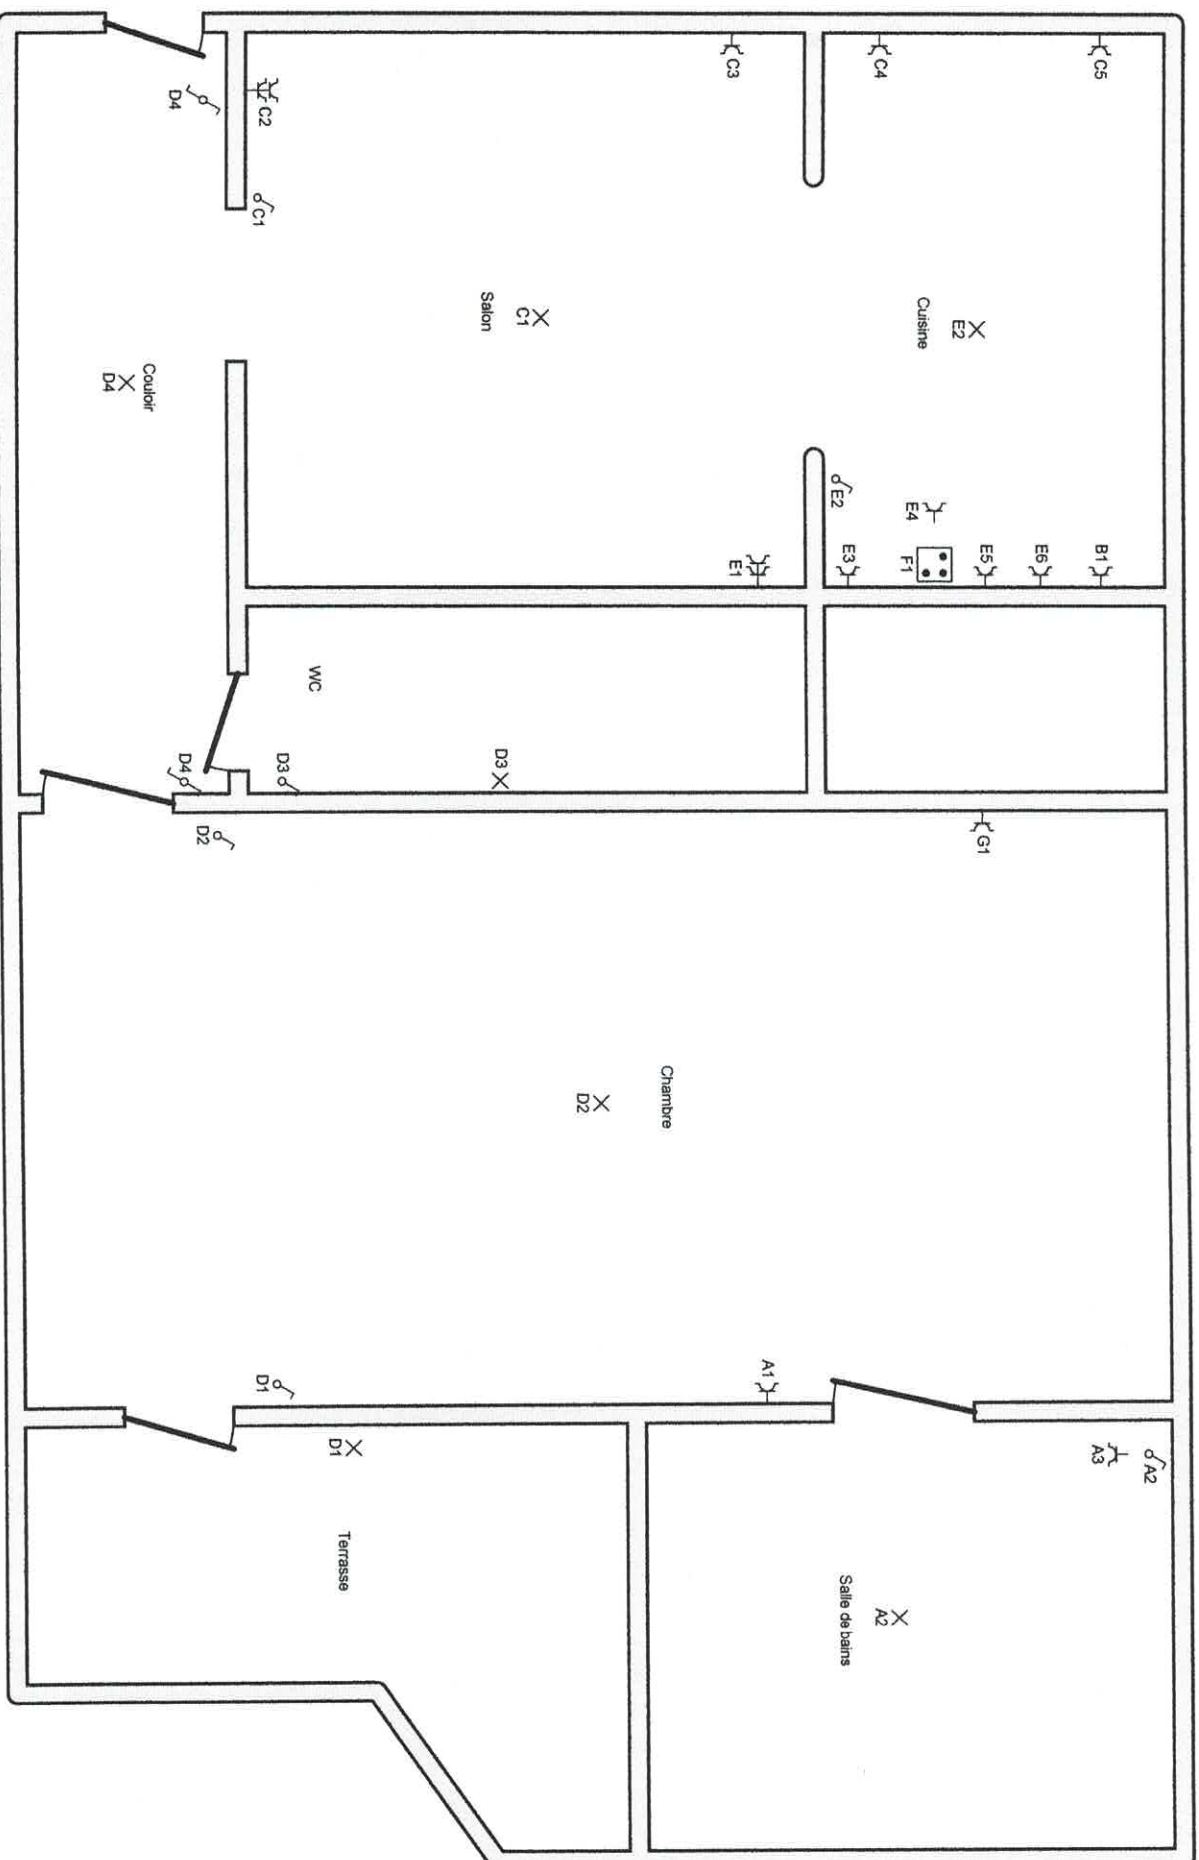 C5
C4
C3
C2
D4
C1
Cuisine
E2
Salon
C1
Couloir
D4
E2
E4
B1
E6
E5
F1
E3
E1
WC
D3
D3
D4
D2
G1
Chambre
D2
A1
D1
A2
A3
D1
Terrasse
Salle de bains
A2